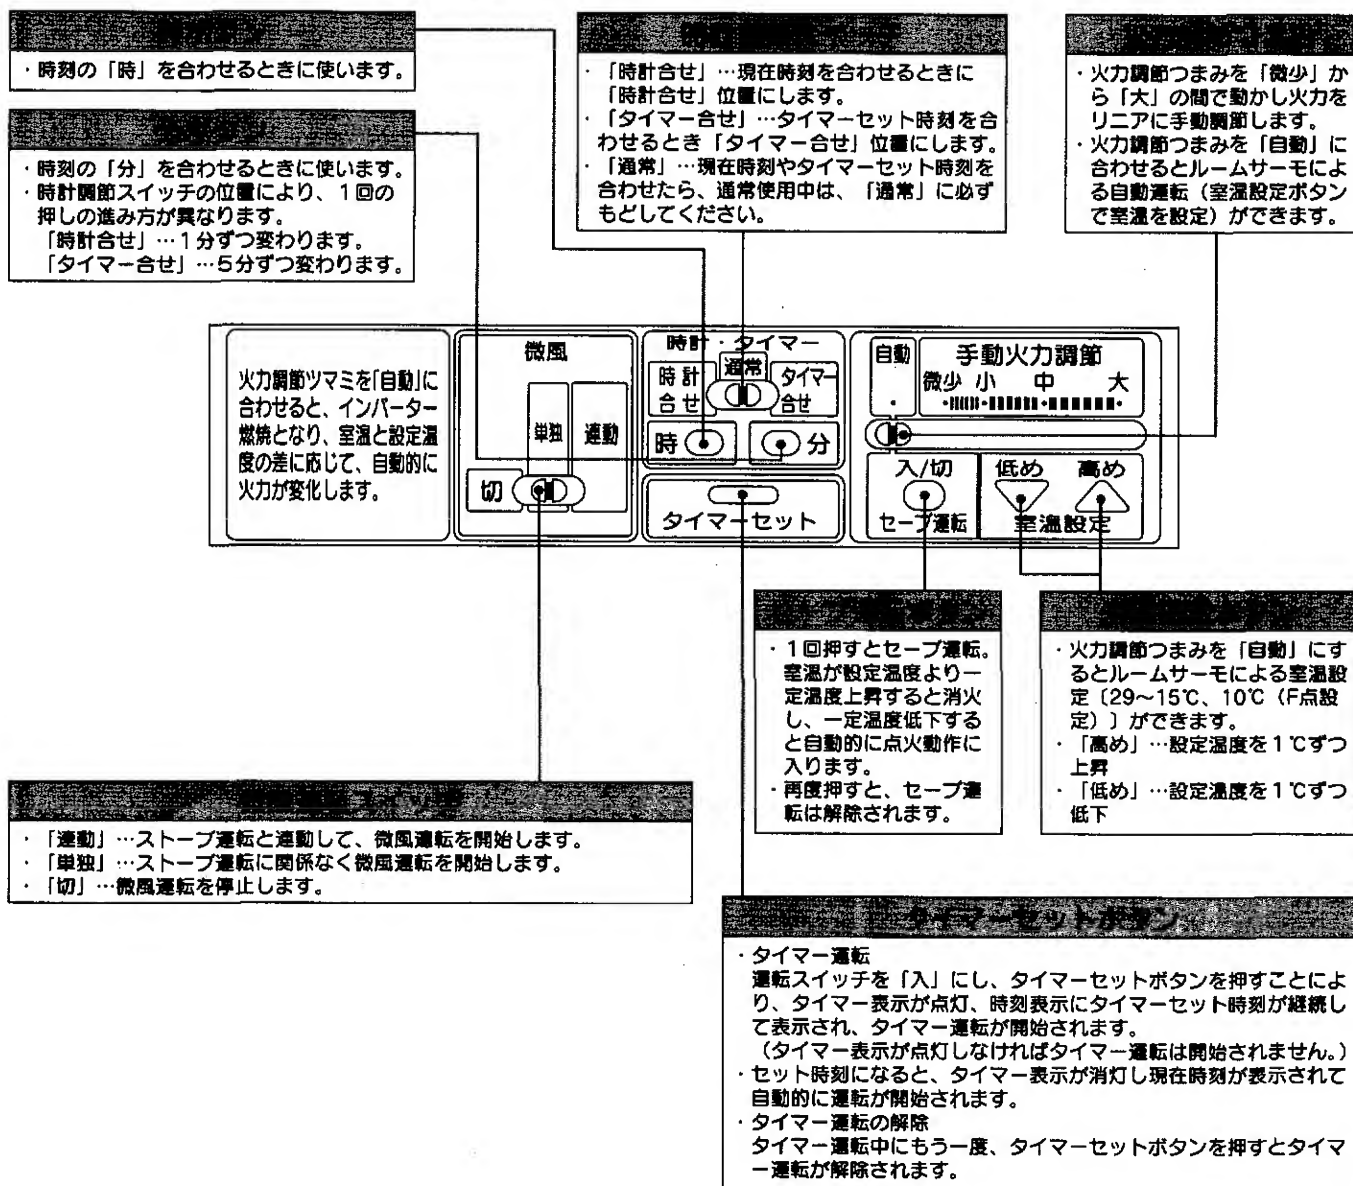 ・時刻の「時」を合わせるときに使います。
・時刻の「分」を合わせるときに使います。
・時計調節スイッチの位置により、1回の
押しの進み方が異なります。
「時計合せ」…1分ずつ変わります。
「タイマー合せ」…5分ずつ変わります。
・「時計合せ」…現在時刻を合わせるときに
「時計合せ」位置にします。
・「タイマー合せ」…タイマーセット時刻を合
わせるとき「タイマー合せ」位置にします。
・「通常」…現在時刻やタイマーセット時刻を
合わせたら、通常使用中は、「通常」に必ず
もどしてください。
・火力調節つまみを「微少」か
ら「大」の間で動かし火力を
リニアに手動調節します。
・火力調節つまみを「自動」に
合わせるとルームサーモによ
る自動運転（室温設定ボタン
で室温を設定）ができます。
火力調節ツマミを「自動」に
合わせると、インバーター
燃焼となり、室温と設定温
度の差に応じて、自動的に
火力が変化します。
微風
単独
連動
切
時計・タイマー
時計
合せ
通常
タイマー
合せ
時
分
タイマーセット
自動
手動火力調節
微少 小 中 大
入/切
セーブ運転
低め 高め
室温設定
・1回押すとセーブ運転。
室温が設定温度より一
定温度上昇すると消火
し、一定温度低下する
と自動的に点火動作に
入ります。
・再度押すと、セーブ運
転は解除されます。
・火力調節つまみを「自動」にす
るとルームサーモによる室温設
定〔29～15℃、10℃（F点設
定）〕ができます。
・「高め」…設定温度を1℃ずつ
上昇
・「低め」…設定温度を1℃ずつ
低下
スイッチ
・「連動」…ストーブ運転と連動して、微風運転を開始します。
・「単独」…ストーブ運転に関係なく微風運転を開始します。
・「切」…微風運転を停止します。
タイマーセットボタン
・タイマー運転
運転スイッチを「入」にし、タイマーセットボタンを押すことによ
り、タイマー表示が点灯、時刻表示にタイマーセット時刻が継続し
て表示され、タイマー運転が開始されます。
（タイマー表示が点灯しなければタイマー運転は開始されません。）
・セット時刻になると、タイマー表示が消灯し現在時刻が表示されて
自動的に運転が開始されます。
・タイマー運転の解除
タイマー運転中にもう一度、タイマーセットボタンを押すとタイマ
ー運転が解除されます。